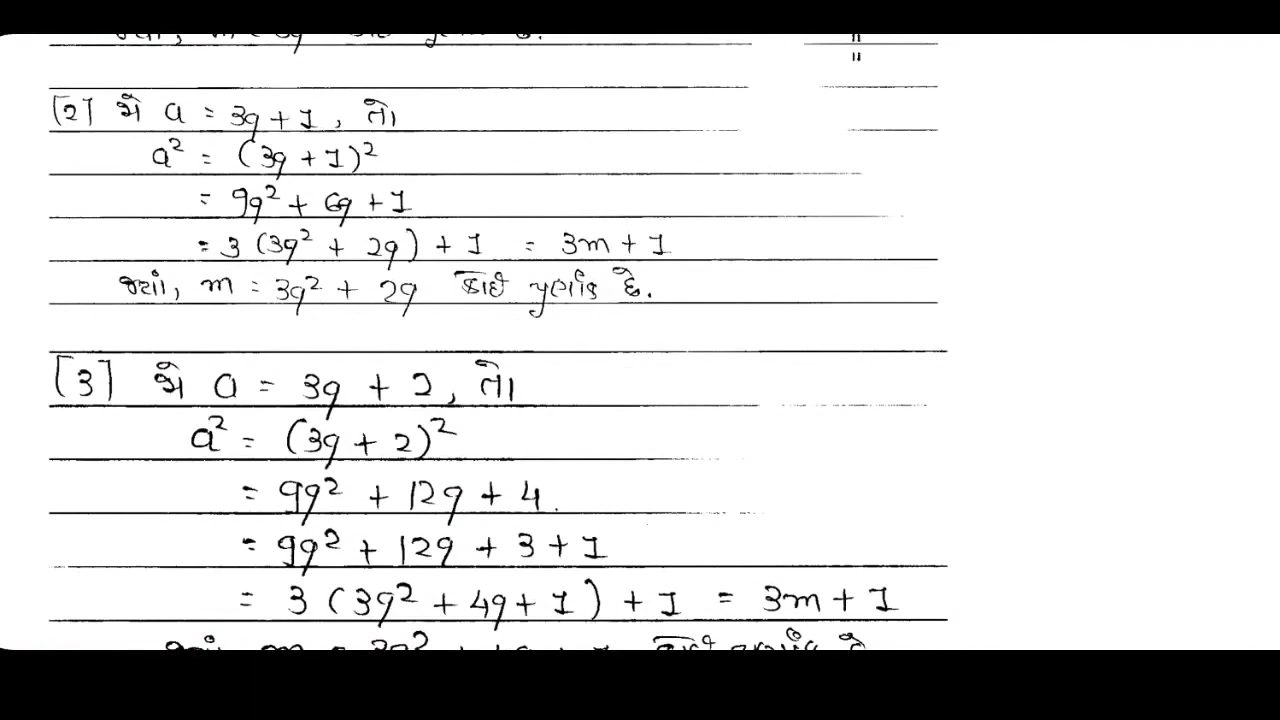 [2] જો a = 3q + 1, તો
a² = (3q + 1)²
= 9q² + 6q + 1
= 3 (3q² + 2q) + 1 = 3m + 1
જ્યાં, m = 3q² + 2q કોઈ પુર્ણાંક છે.
[3] જો a = 3q + 2, તો
a² = (3q + 2)²
= 9q² + 12q + 4
= 9q² + 12q + 3 + 1
= 3 (3q² + 4q + 1) + 1 = 3m + 1